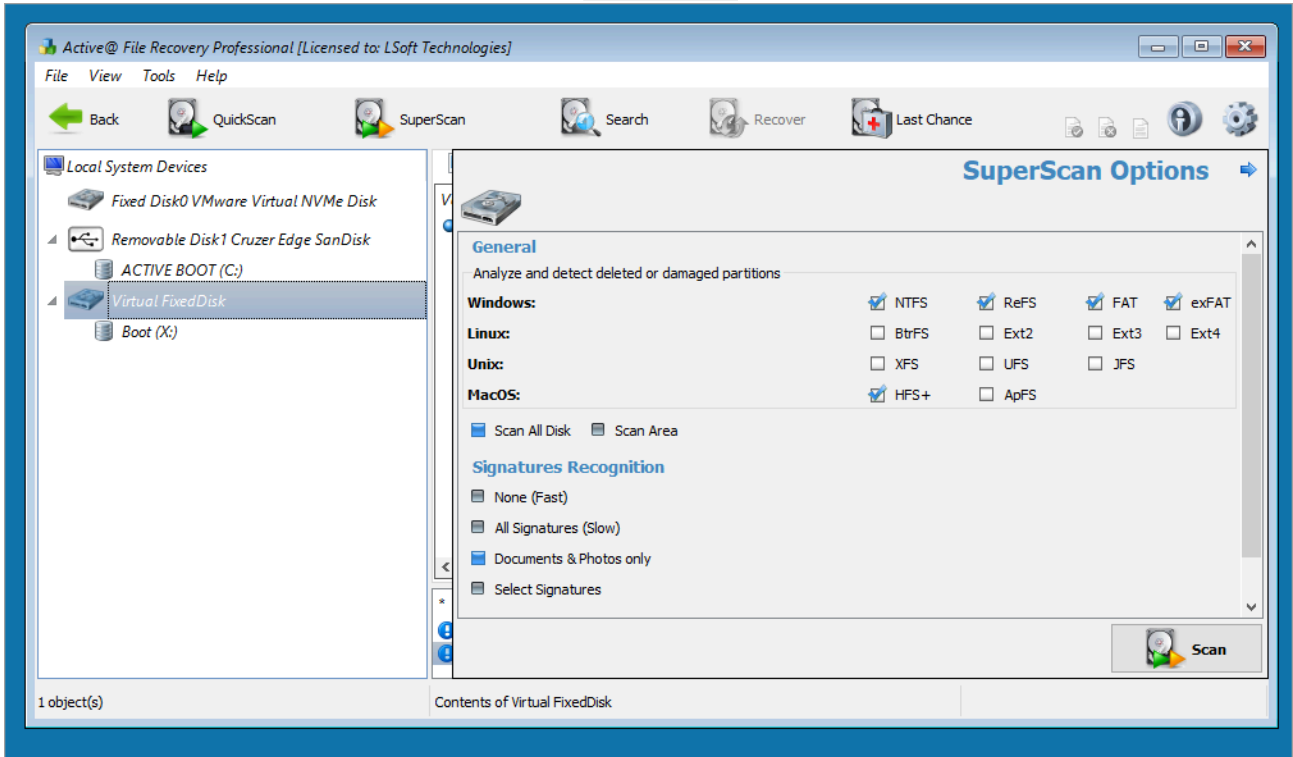 Active@ File Recovery Professional [Licensed to: LSoft Technologies]
File View Tools Help
Back QuickScan SuperScan Search Recover Last Chance
Local System Devices
Fixed Disk0 VMware Virtual NVMe Disk
Removable Disk1 Cruzer Edge SanDisk
ACTIVE BOOT (C:)
Virtual FixedDisk
Boot (X:)
SuperScan Options
General
Analyze and detect deleted or damaged partitions
Windows: NTFS ReFS FAT exFAT
Linux: BtrFS Ext2 Ext3 Ext4
Unix: XFS UFS JFS
MacOS: HFS+ ApFS
Scan All Disk Scan Area
Signatures Recognition
None (Fast)
All Signatures (Slow)
Documents & Photos only
Select Signatures
*
Scan
1 object(s) Contents of Virtual FixedDisk